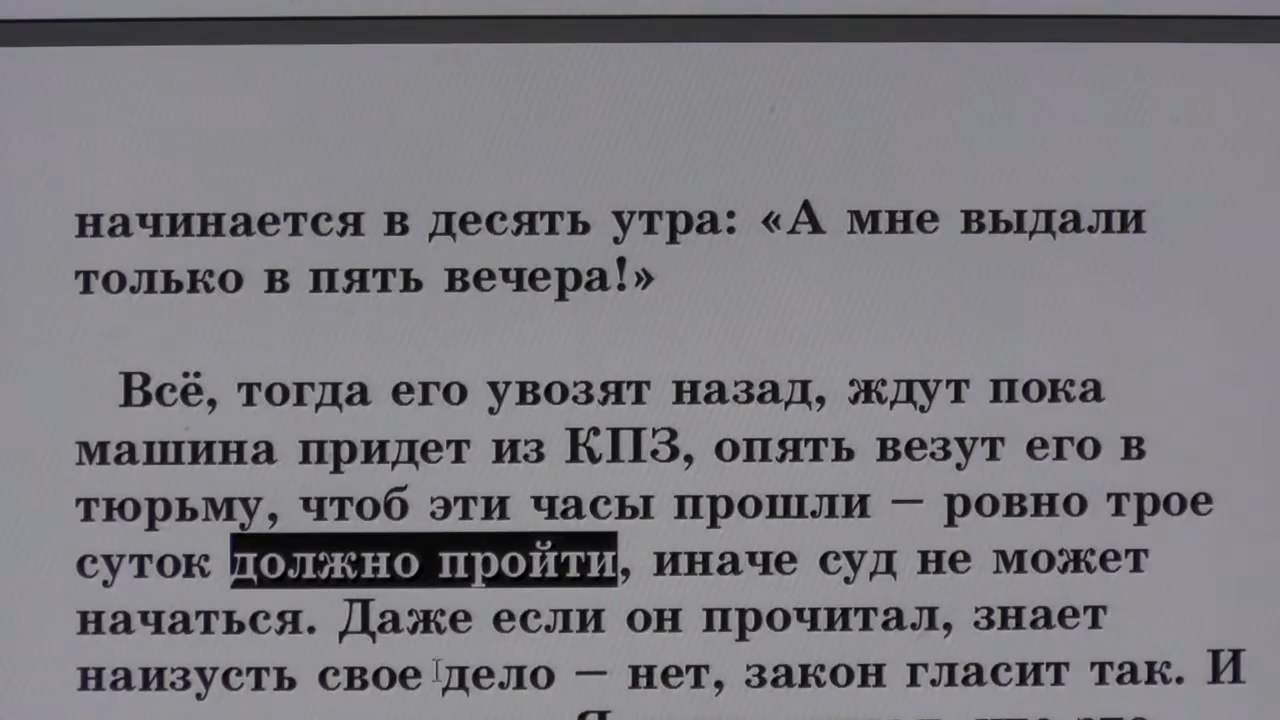 начинается в десять утра: «А мне выдали
только в пять вечера!»
Всё, тогда его увозят назад, ждут пока
машина придет из КПЗ, опять везут его в
тюрьму, чтоб эти часы прошли — ровно трое
суток должно пройти, иначе суд не может
начаться. Даже если он прочитал, знает
наизусть свое дело — нет, закон гласит так. И